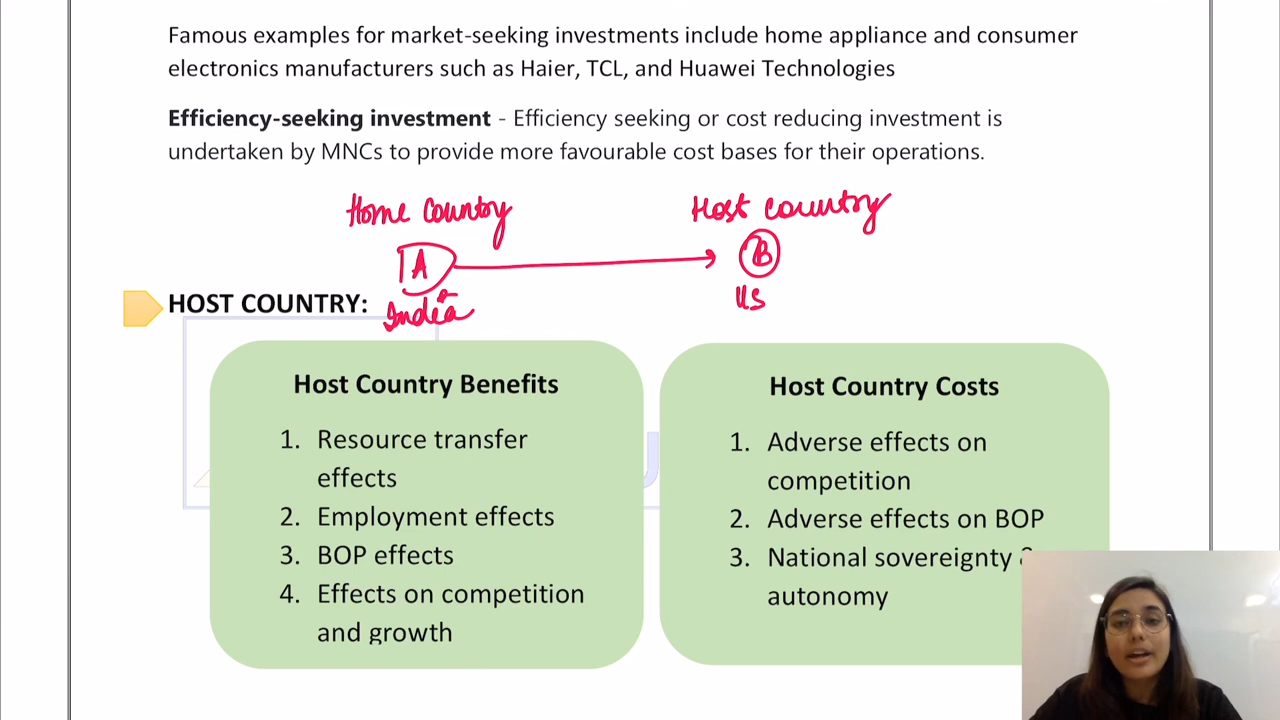 Famous examples for market-seeking investments include home appliance and consumer
electronics manufacturers such as Haier, TCL, and Huawei Technologies
Efficiency-seeking investment - Efficiency seeking or cost reducing investment is
undertaken by MNCs to provide more favourable cost bases for their operations.
Home Country
Host Country
A
B
HOST COUNTRY:
India
US
Host Country Benefits
1. Resource transfer
effects
2. Employment effects
3. BOP effects
4. Effects on competition
and growth
Host Country Costs
1. Adverse effects on
competition
2. Adverse effects on BOP
3. National sovereignty
autonomy